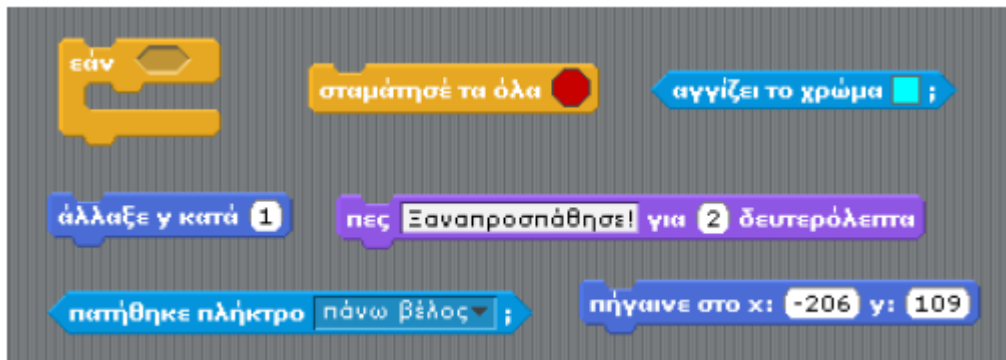 εάν
σταμάτησέ τα όλα
αγγίζει το χρώμα ;
άλλαξε y κατά 1
πες Ξαναπροσπάθησε! για 2 δευτερόλεπτα
πατήθηκε πλήκτρο πάνω βέλος ;
πήγαινε στο x: -206 y: 109